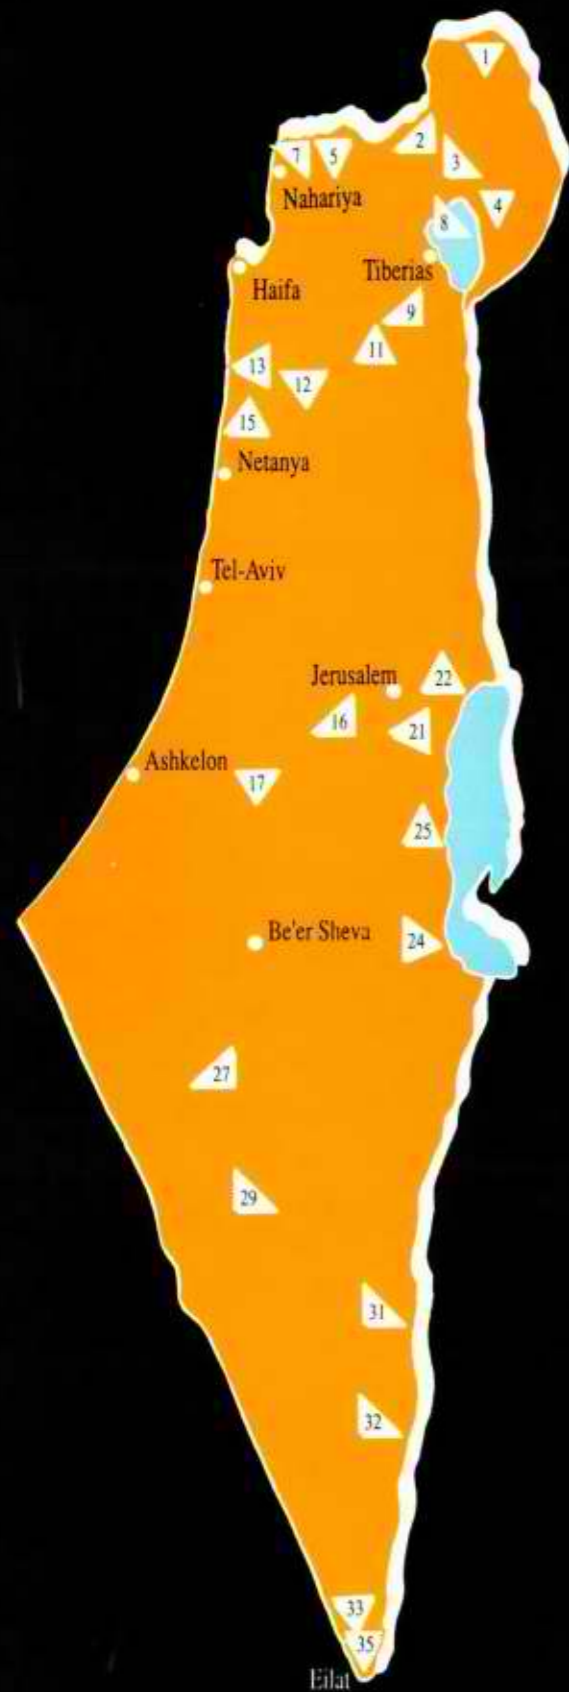 1
2
3
7
5
4
Nahariya
8
Tiberias
Haifa
9
11
13
12
15
Netanya
Tel-Aviv
Jerusalem
22
16
21
Ashkelon
17
25
Be'er Sheva
24
27
29
31
32
33
35
Eilat